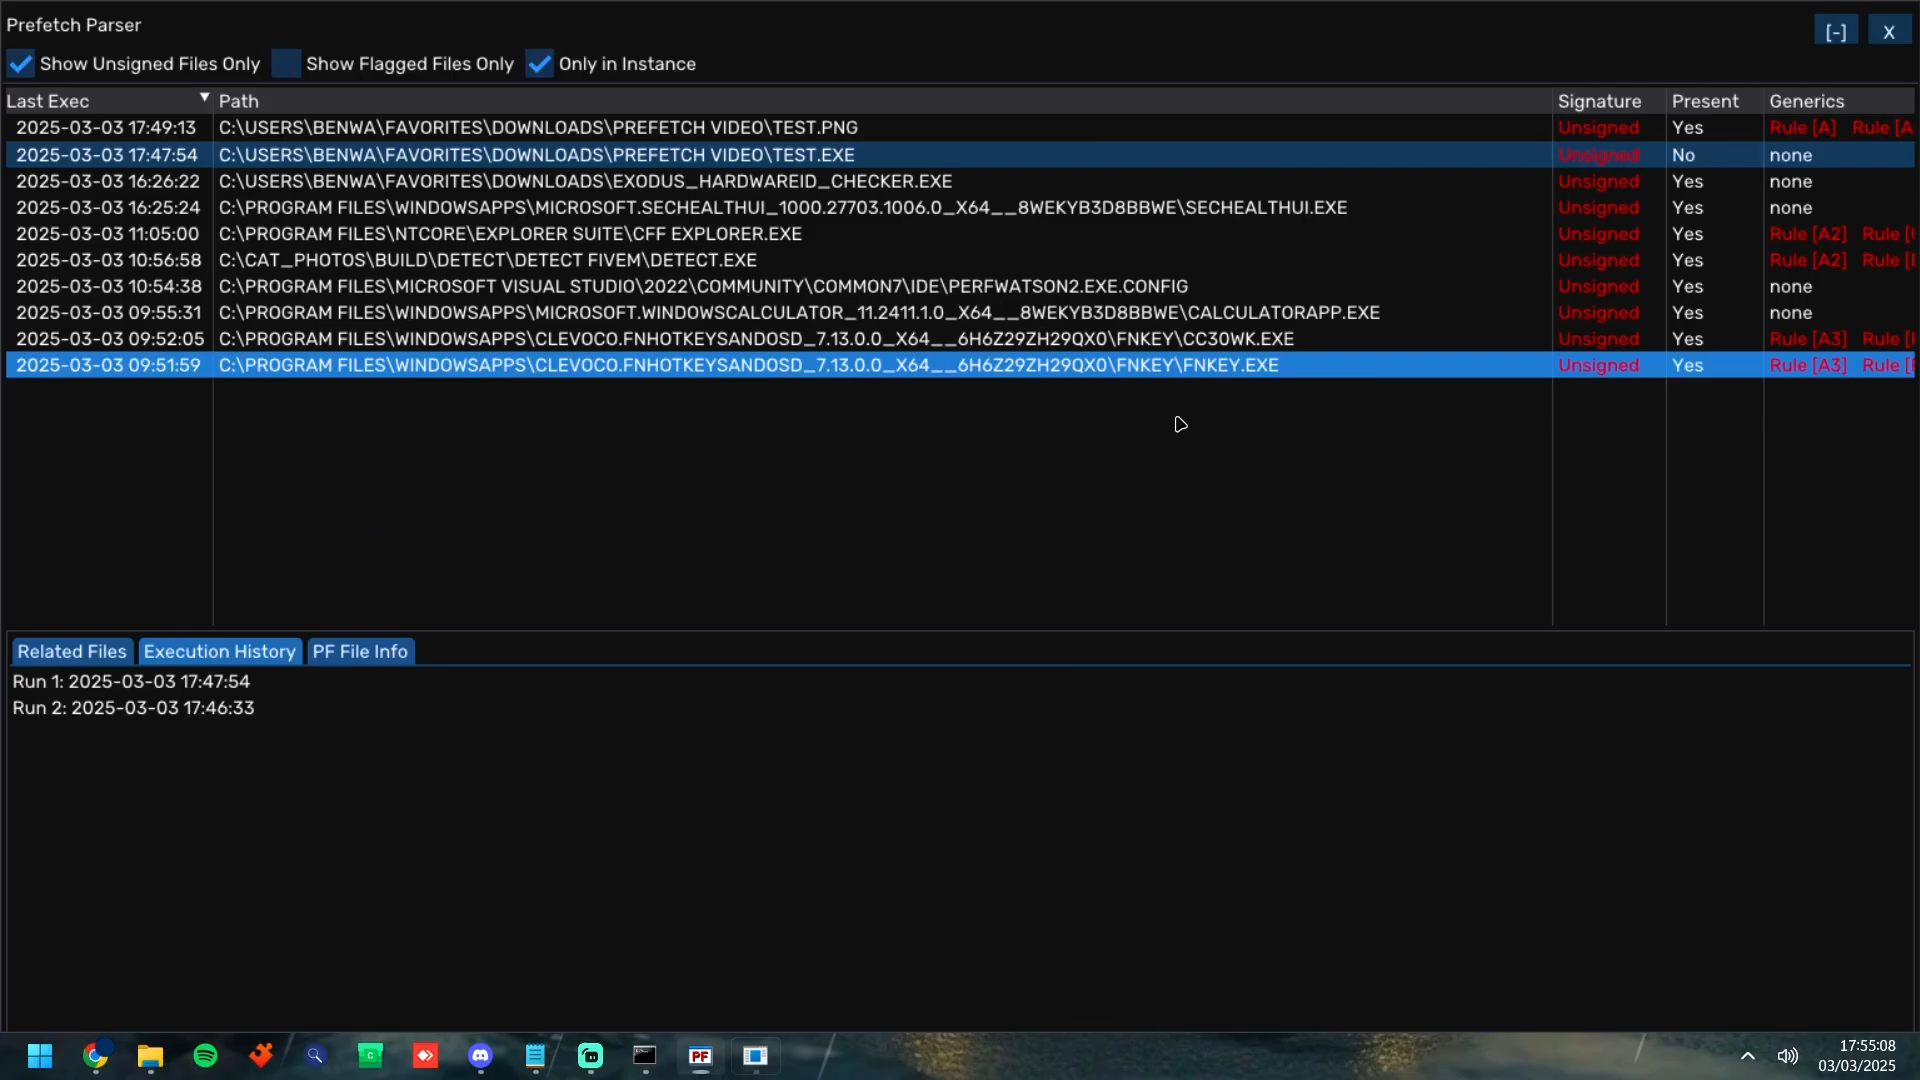 Prefetch Parser
[-] X
Show Unsigned Files Only Show Flagged Files Only Only in Instance
Last Exec Path Signature Present Generics
2025-03-03 17:49:13 C:\USERS\BENWA\FAVORITES\DOWNLOADS\PREFETCH VIDEO\TEST.PNG Unsigned Yes Rule [A] Rule [A
2025-03-03 17:47:54 C:\USERS\BENWA\FAVORITES\DOWNLOADS\PREFETCH VIDEO\TEST.EXE Unsigned No none
2025-03-03 16:26:22 C:\USERS\BENWA\FAVORITES\DOWNLOADS\EXODUS_HARDWAREID_CHECKER.EXE Unsigned Yes none
2025-03-03 16:25:24 C:\PROGRAM FILES\WINDOWSAPPS\MICROSOFT.SECHEALTHUI_1000.27703.1006.0_X64__8WEKYB3D8BBWE\SECHEALTHUI.EXE Unsigned Yes none
2025-03-03 11:05:00 C:\PROGRAM FILES\NTCORE\EXPLORER SUITE\CFF EXPLORER.EXE Unsigned Yes Rule [A2] Rule [
2025-03-03 10:56:58 C:\CAT_PHOTOS\BUILD\DETECT\DETECT FIVEM\DETECT.EXE Unsigned Yes Rule [A2] Rule [
2025-03-03 10:54:38 C:\PROGRAM FILES\MICROSOFT VISUAL STUDIO\2022\COMMUNITY\COMMON7\IDE\PERFWATSON2.EXE.CONFIG Unsigned Yes none
2025-03-03 09:55:31 C:\PROGRAM FILES\WINDOWSAPPS\MICROSOFT.WINDOWSCALCULATOR_11.2411.1.0_X64__8WEKYB3D8BBWE\CALCULATORAPP.EXE Unsigned Yes none
2025-03-03 09:52:05 C:\PROGRAM FILES\WINDOWSAPPS\CLEVOCO.FNHOTKEYSANDOSD_7.13.0.0_X64__6H6Z29ZH29QX0\FNKEY\CC30WK.EXE Unsigned Yes Rule [A3] Rule [
2025-03-03 09:51:59 C:\PROGRAM FILES\WINDOWSAPPS\CLEVOCO.FNHOTKEYSANDOSD_7.13.0.0_X64__6H6Z29ZH29QX0\FNKEY\FNKEY.EXE Unsigned Yes Rule [A3] Rule [
Related Files Execution History PF File Info
Run 1: 2025-03-03 17:47:54
Run 2: 2025-03-03 17:46:33
PF
17:55:08
03/03/2025